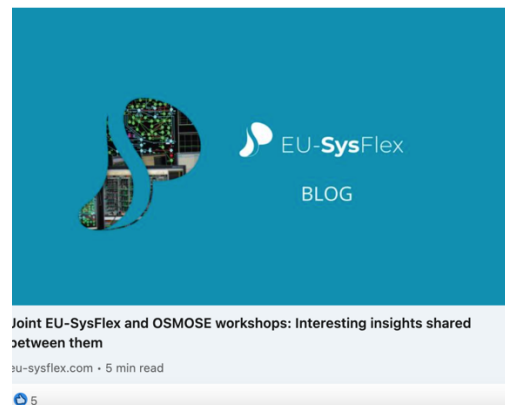 EU-SysFlex
BLOG
Joint EU-SysFlex and OSMOSE workshops: Interesting insights shared
between them
eu-sysflex.com • 5 min read
5